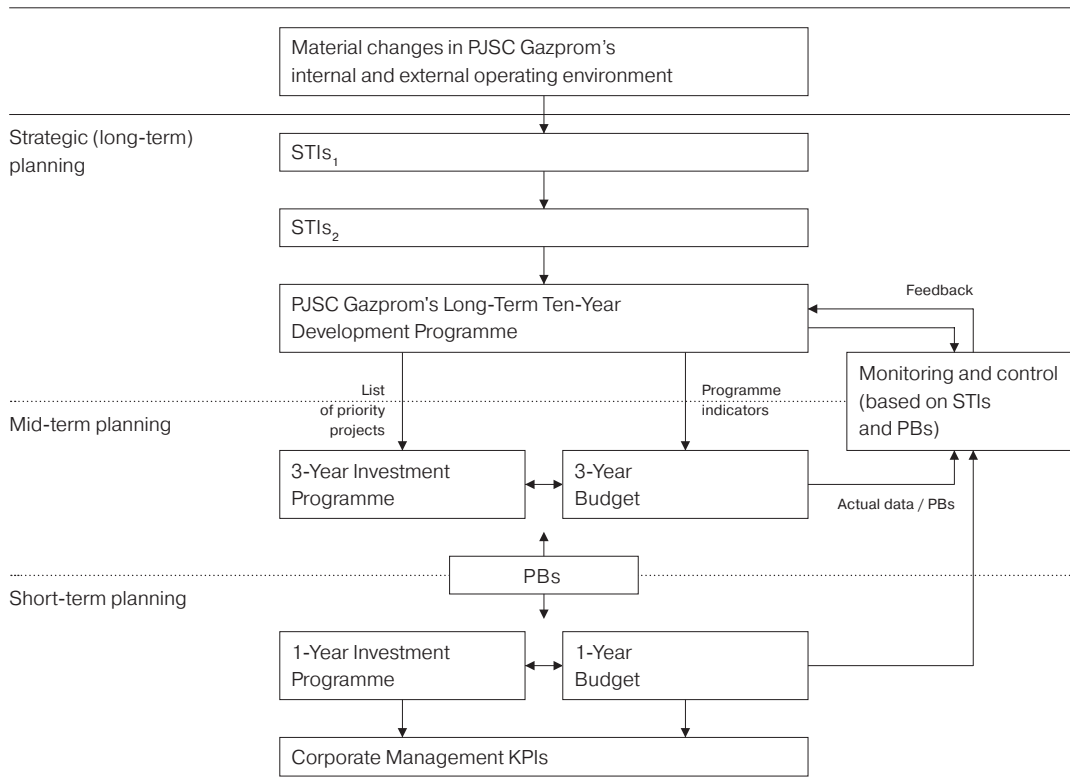 Material changes in PJSC Gazprom's
internal and external operating environment
Strategic (long-term)
planning
STIs₁
STIs₂
PJSC Gazprom's Long-Term Ten-Year
Development Programme
Feedback
Monitoring and control
(based on STIs
and PBs)
List
of priority
projects
Programme
indicators
Mid-term planning
3-Year Investment
Programme
3-Year
Budget
Actual data / PBs
PBs
Short-term planning
1-Year Investment
Programme
1-Year
Budget
Corporate Management KPIs